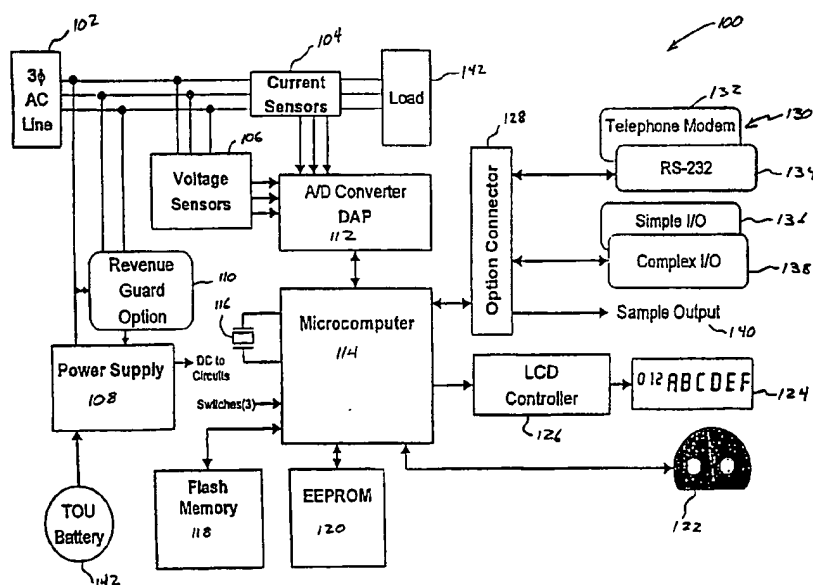 102
100
3ϕ
AC
Line
104
Current
Sensors
142
Load
132
128
Telephone Modem
130
RS-232
134
106
Voltage
Sensors
A/D Converter
DAP
112
Option Connector
Simple I/O
136
Complex I/O
138
Revenue
Guard
Option
110
116
Microcomputer
114
Sample Output
140
Power Supply
108
DC to
Circuits
LCD
Controller
126
012 ABCDEF
124
Switches(3)
TOU
Battery
142
Flash
Memory
118
EEPROM
120
122